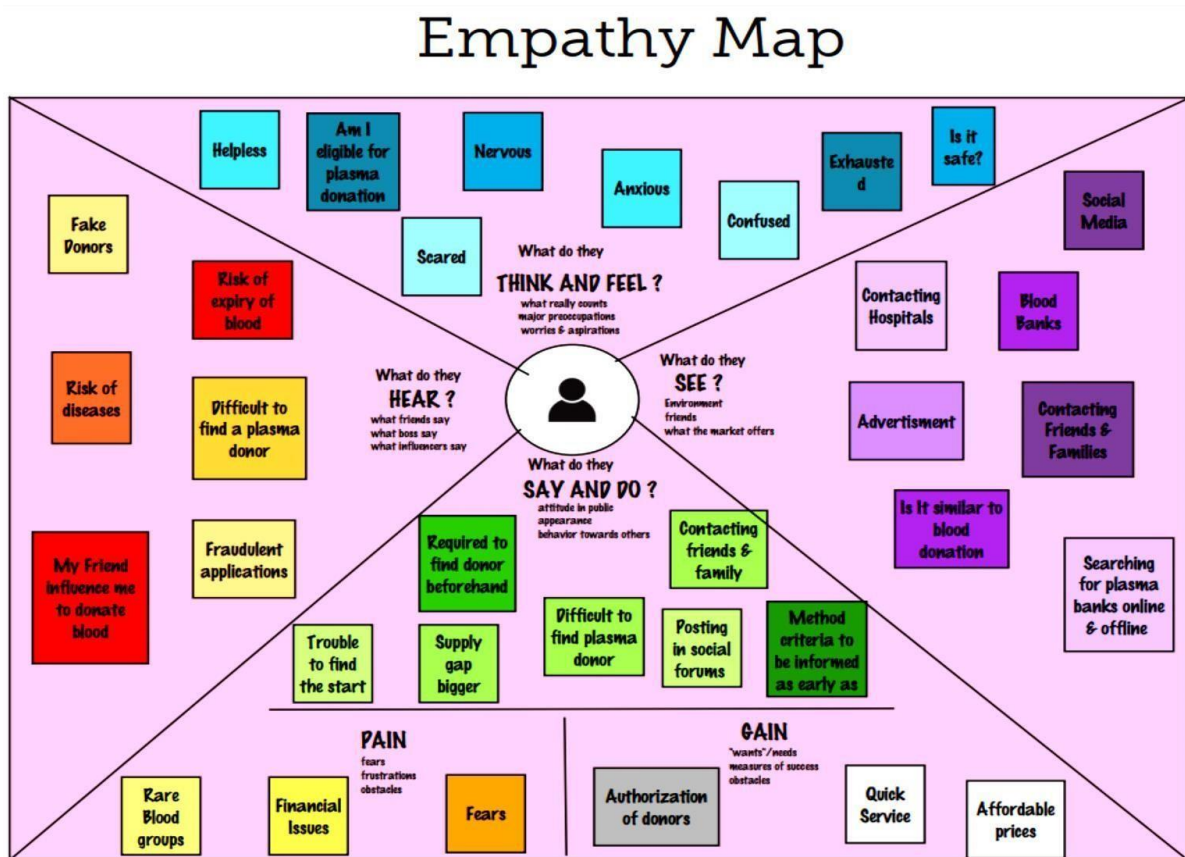 Empathy Map
Helpless
Am I
eligible for
plasma
donation
Nervous
Anxious
Scared
Confused
Exhauste
d
Is it
safe?
What do they
THINK AND FEEL ?
what really counts
major preoccupations
worries & aspirations
Fake
Donors
Risk of
expiry of
blood
Risk of
diseases
Difficult to
find a plasma
donor
My Friend
influence me
to donate
blood
Fraudulent
applications
What do they
HEAR ?
what friends say
what boss say
what influencers say
What do they
SEE ?
Environment
friends
what the market offers
Social
Media
Contacting
Hospitals
Blood
Banks
Advertisment
Contacting
Friends &
Families
Is It similar to
blood
donation
Searching
for plasma
banks online
& offline
What do they
SAY AND DO ?
attitude in public
appearance
behavior towards others
Required to
find donor
beforehand
Contacting
friends &
family
Trouble
to find
the start
Supply
gap
bigger
Difficult to
find plasma
donor
Posting
in social
forums
Method
criteria to
be informed
as early as
PAIN
fears
frustrations
obstacles
Rare
Blood
groups
Financial
Issues
Fears
GAIN
"wants"/needs
measures of success
obstacles
Authorization
of donors
Quick
Service
Affordable
prices